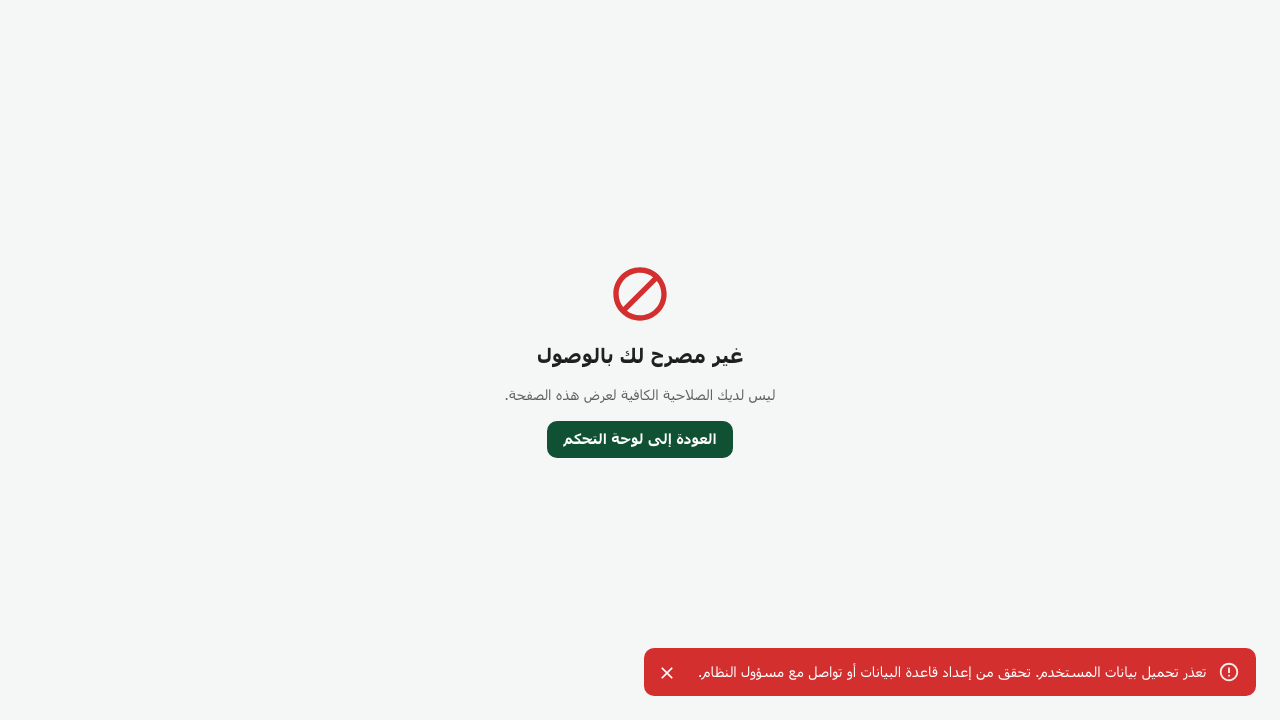 غير مصرح لك بالوصول
ليس لديك الصلاحية الكافية لعرض هذه الصفحة.
العودة إلى لوحة التحكم
تعذر تحميل بيانات المستخدم. تحقق من إعداد قاعدة البيانات أو تواصل مع مسؤول النظام.